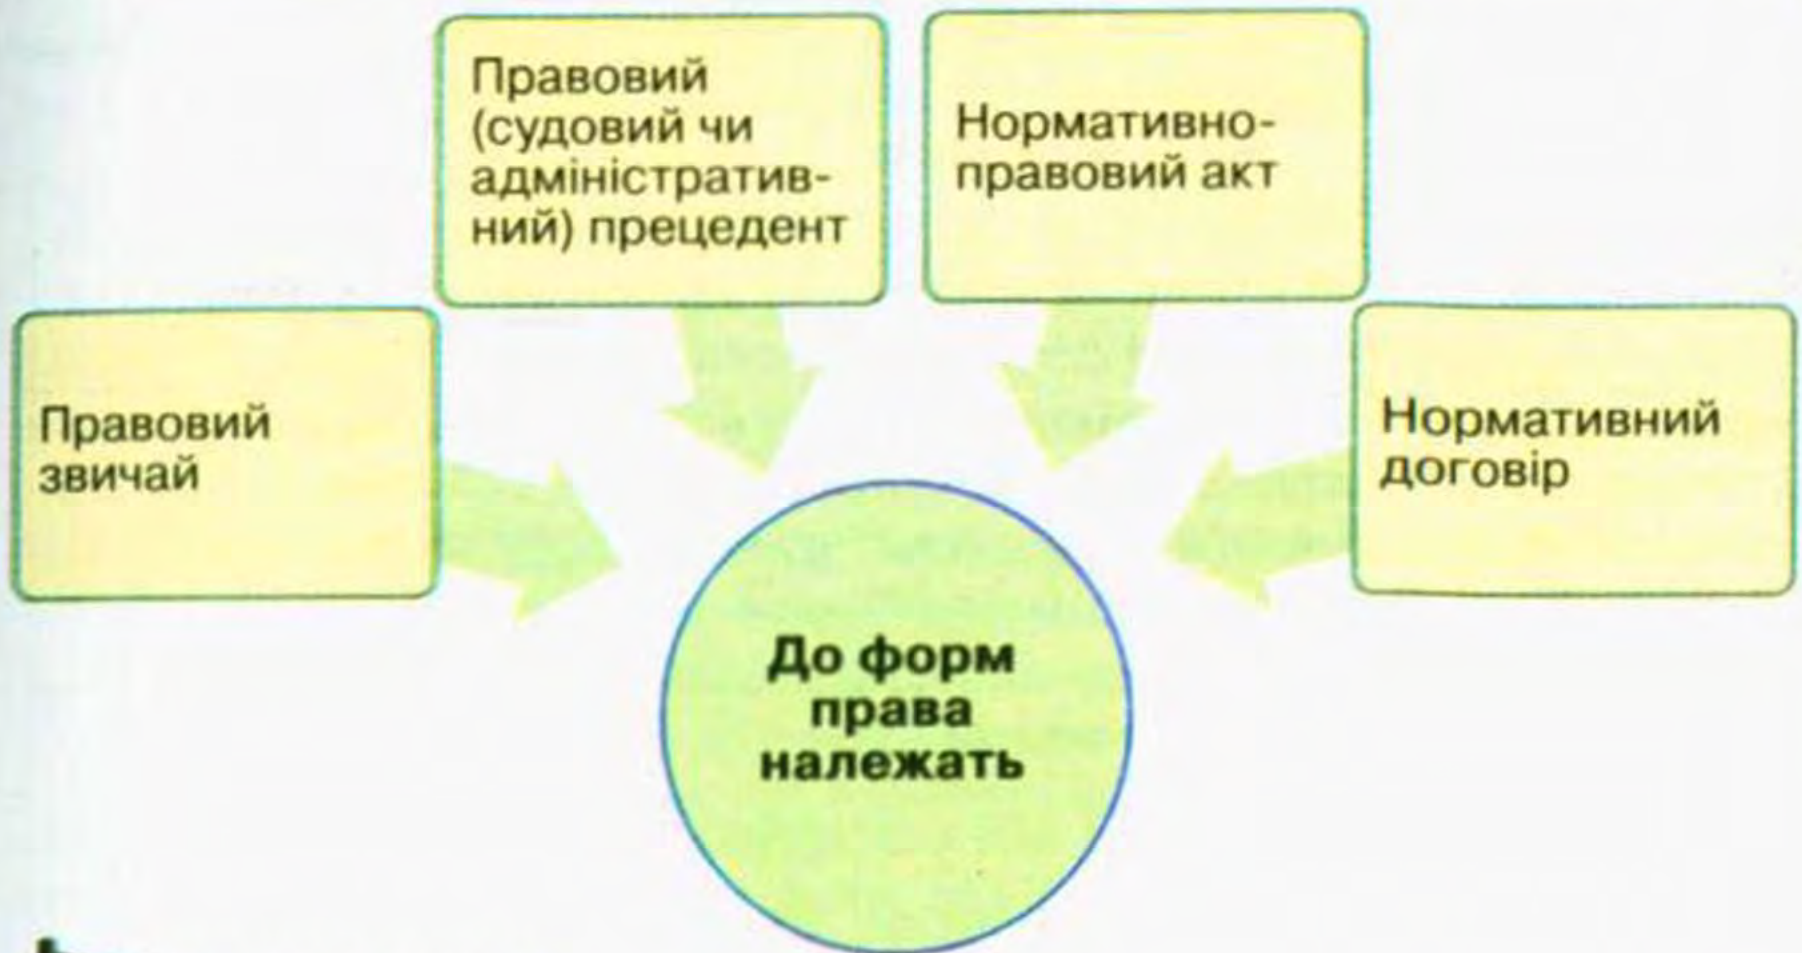 Правовий
(судовий чи
адміністратив-
ний) прецедент
Нормативно-
правовий акт
Правовий
звичай
Нормативний
договір
До форм
права
належать